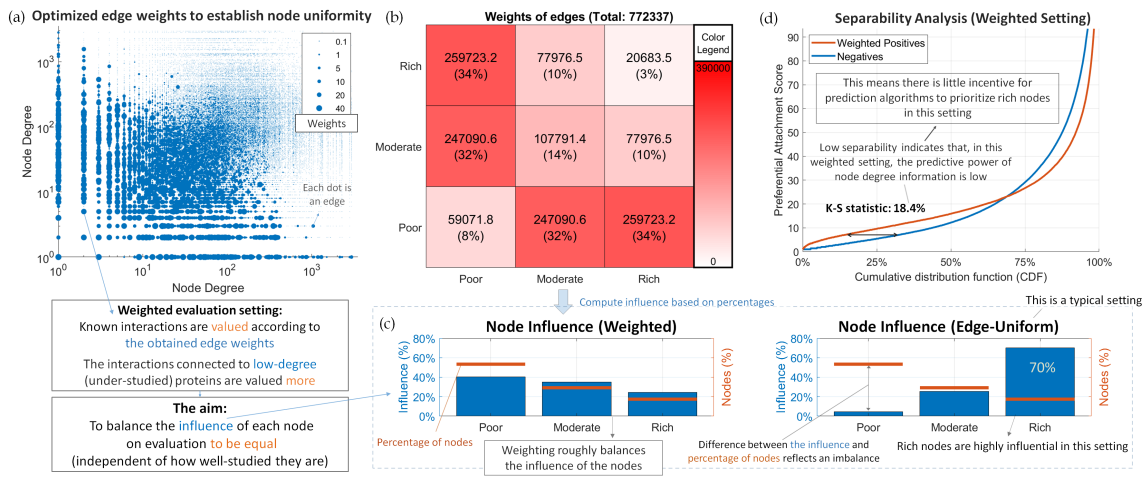 (a)
Optimized edge weights to establish node uniformity
Node Degree
10³
10²
10¹
10⁰
10⁰
10¹
10²
10³
Node Degree
0.1
1
5
10
20
40
Weights
Each dot is
an edge
Weighted evaluation setting:
Known interactions are valued according to
the obtained edge weights
The interactions connected to low-degree
(under-studied) proteins are valued more
The aim:
To balance the influence of each node
on evaluation to be equal
(independent of how well-studied they are)
(b)
Weights of edges (Total: 772337)
Rich
259723.2
(34%)
77976.5
(10%)
20683.5
(3%)
Moderate
247090.6
(32%)
107791.4
(14%)
77976.5
(10%)
Poor
59071.8
(8%)
247090.6
(32%)
259723.2
(34%)
Poor
Moderate
Rich
Color
Legend
390000
0
Compute influence based on percentages
(c)
Node Influence (Weighted)
Influence (%)
80%
60%
40%
20%
0%
Poor
Moderate
Rich
Nodes (%)
Percentage of nodes
Weighting roughly balances
the influence of the nodes
This is a typical setting
Node Influence (Edge-Uniform)
Influence (%)
80%
60%
40%
20%
0%
70%
Poor
Moderate
Rich
Nodes (%)
Difference between the influence and
percentage of nodes reflects an imbalance
Rich nodes are highly influential in this setting
(d)
Separability Analysis (Weighted Setting)
Preferential Attachment Score
90
80
70
60
50
40
30
20
10
0
Weighted Positives
Negatives
This means there is little incentive for
prediction algorithms to prioritize rich nodes
in this setting
Low separability indicates that, in this
weighted setting, the predictive power of
node degree information is low
K-S statistic: 18.4%
0%
25%
50%
75%
100%
Cumulative distribution function (CDF)